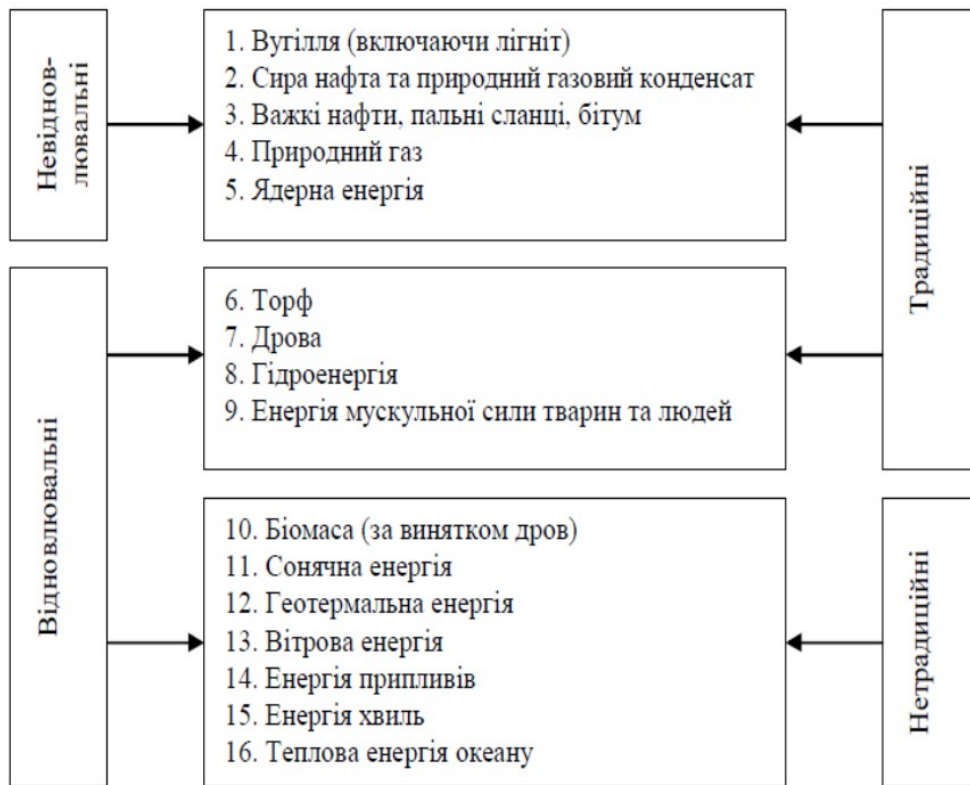 Невіднов-
лювальні
1. Вугілля (включаючи лігніт)
2. Сира нафта та природний газовий конденсат
3. Важкі нафти, пальні сланці, бітум
4. Природний газ
5. Ядерна енергія
Традиційні
Відновлювальні
6. Торф
7. Дрова
8. Гідроенергія
9. Енергія мускульної сили тварин та людей
10. Біомаса (за винятком дров)
11. Сонячна енергія
12. Геотермальна енергія
13. Вітрова енергія
14. Енергія припливів
15. Енергія хвиль
16. Теплова енергія океану
Нетрадиційні